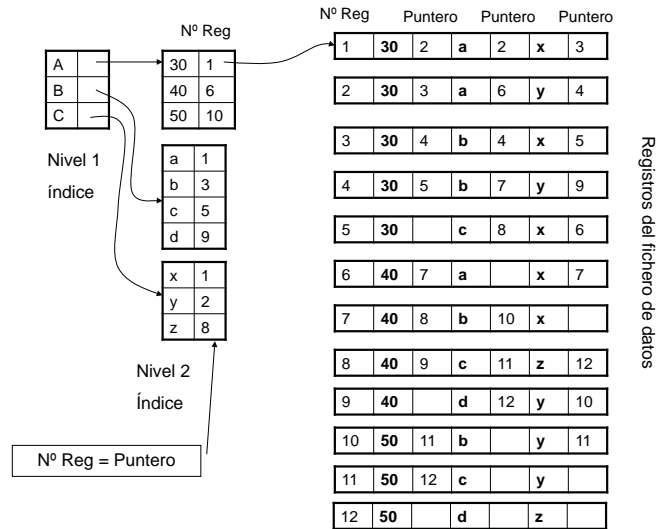 Nº Reg
Nº Reg Puntero Puntero Puntero
A
B
C
30 1
40 6
50 10
Nivel 1
índice
a 1
b 3
c 5
d 9
x 1
y 2
z 8
Nivel 2
Índice
Nº Reg = Puntero
1 30 2 a 2 x 3
2 30 3 a 6 y 4
3 30 4 b 4 x 5
4 30 5 b 7 y 9
5 30 c 8 x 6
6 40 7 a x 7
7 40 8 b 10 x
8 40 9 c 11 z 12
9 40 d 12 y 10
10 50 11 b y 11
11 50 12 c y
12 50 d z
Registros del fichero de datos